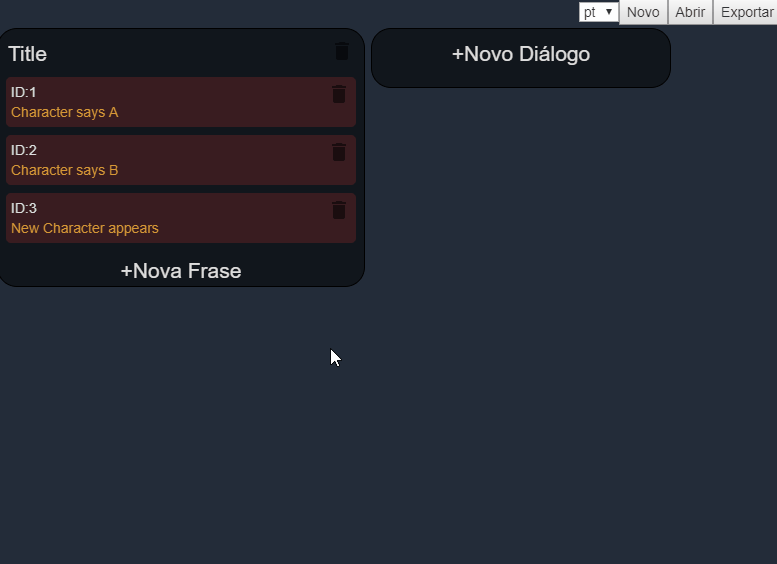 pt Novo Abrir Exportar
Title
+Novo Diálogo
ID:1
Character says A
ID:2
Character says B
ID:3
New Character appears
+Nova Frase